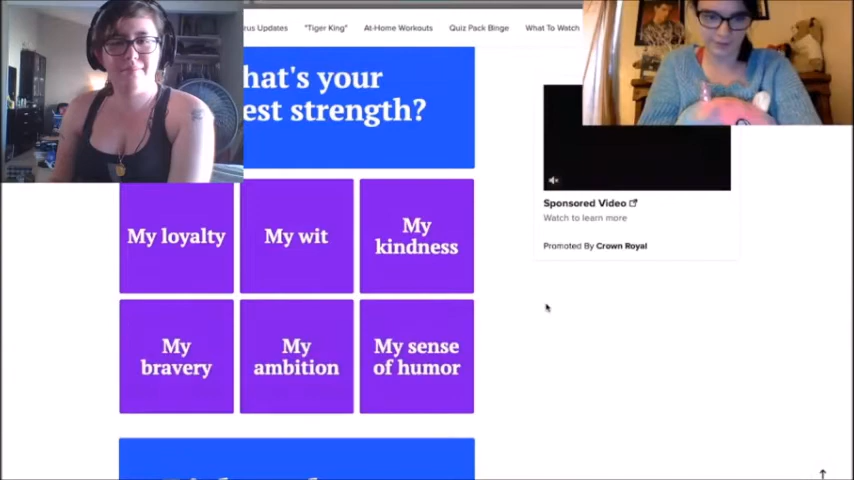 rus Updates
"Tiger King"
At-Home Workouts
Quiz Pack Binge
What To Watch
hat's your
est strength?
My loyalty
My wit
My
kindness
My
bravery
My
ambition
My sense
of humor
Sponsored Video
Watch to learn more
Promoted By Crown Royal